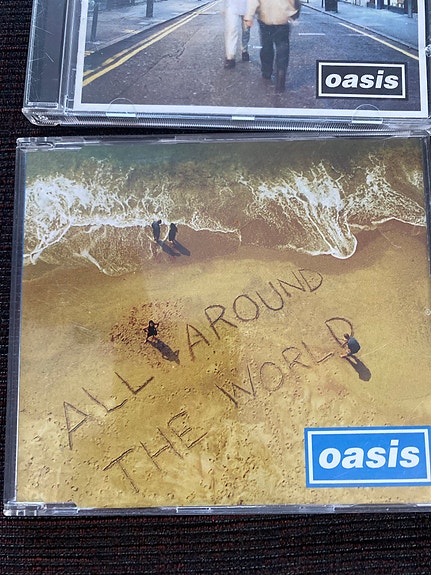 oasis
ALL AROUND
THE WORLD
oasis